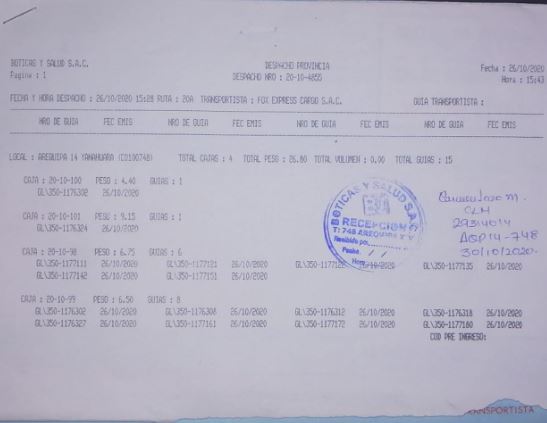 BOTICAS Y SALUD S.A.C.
Pagina : 1
DESPACHO PROVINCIA
DESPACHO NRO : 20-10-4855
Fecha : 26/10/2020
Hora : 15:43
FECHA Y HORA DESPACHO : 26/10/2020 15:28 RUTA : 20A TRANSPORTISTA : FOX EXPRESS CARGO S.A.C. GUIA TRANSPORTISTA :
NRO DE GUIA FEC EMIS NRO DE GUIA FEC EMIS NRO DE GUIA FEC EMIS NRO DE GUIA FEC EMIS
LOCAL : AREQUIPA 14 YANAHUARA (C0100748) TOTAL CAJAS : 4 TOTAL PESO : 26.80 TOTAL VOLUMEN : 0.00 TOTAL GUIAS : 15
CAJA : 20-10-100 PESO : 4.40 GUIAS : 1
GL\350-1176302 26/10/2020
CAJA : 20-10-101 PESO : 9.15 GUIAS : 1
GL\350-1176324 26/10/2020
CAJA : 20-10-98 PESO : 6.75 GUIAS : 6
GL\350-1177111 26/10/2020 GL\350-1177121 26/10/2020 26/10/2020 GL\350-1177135 26/10/2020
GL\350-1177142 26/10/2020 GL\350-1177151 26/10/2020
CAJA : 20-10-99 PESO : 6.50 GUIAS : 8
GL\350-1176302 26/10/2020 GL\350-1176308 26/10/2020 GL\350-1176312 26/10/2020 GL\350-1176318 26/10/2020
GL\350-1176327 26/10/2020 GL\350-1177161 26/10/2020 GL\350-1177172 26/10/2020 GL\350-1177180 26/10/2020
COD PRE INGRESO:
BOTICAS Y SALUD S.A.C
RECEPCION
T: 748 AREQUIPA
Recibido por
Fecha / /
Hora
M.
29314014
AQP14-748
30/10/2020.
TRANSPORTISTA